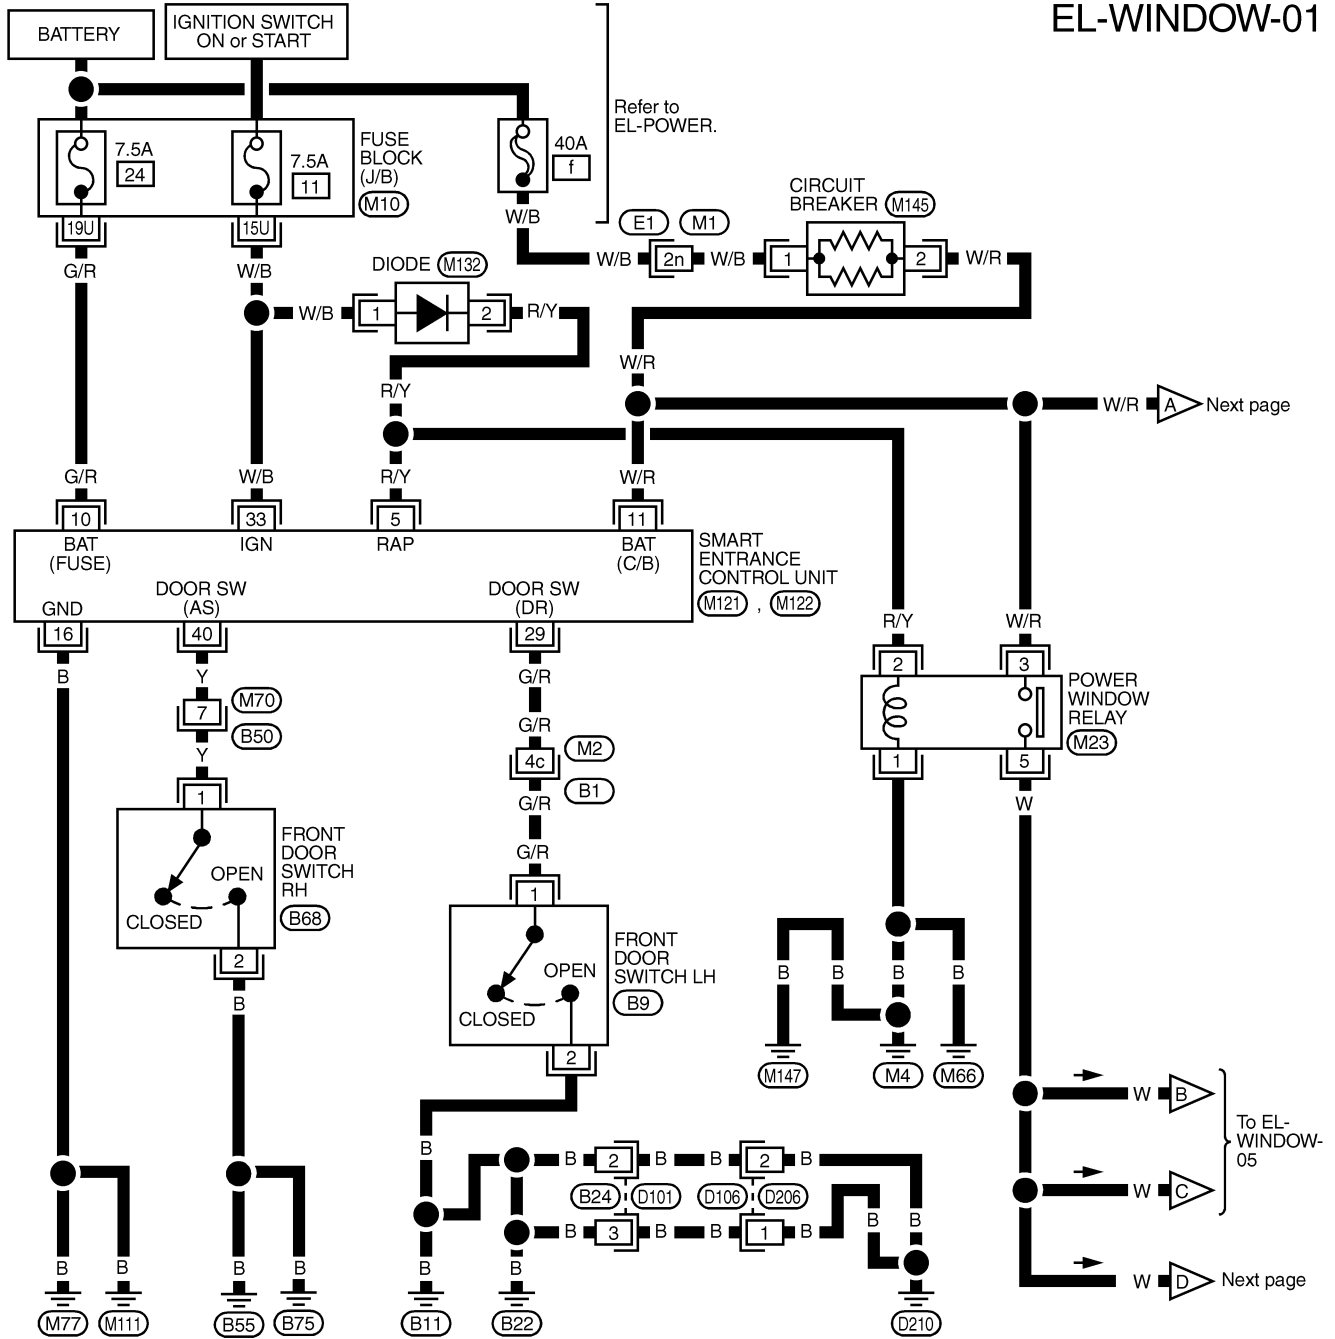 EL-WINDOW-01
BATTERY
IGNITION SWITCH
ON or START
Refer to
EL-POWER.
7.5A
24
7.5A
11
FUSE
BLOCK
(J/B)
M10
40A
f
19U
15U
W/B
E1
M1
CIRCUIT
BREAKER
M145
G/R
W/B
W/B
2n
W/B
1
2
W/R
DIODE
M132
W/B
1
2
R/Y
W/R
R/Y
W/R
A
Next page
G/R
W/B
R/Y
W/R
10
33
5
11
BAT
(FUSE)
IGN
RAP
BAT
(C/B)
SMART
ENTRANCE
CONTROL UNIT
M121 , M122
DOOR SW
(AS)
DOOR SW
(DR)
GND
16
40
29
R/Y
W/R
B
Y
G/R
2
3
POWER
WINDOW
RELAY
M23
7
M70
B50
G/R
4c
M2
B1
1
5
Y
G/R
W
1
FRONT
DOOR
SWITCH
RH
B68
OPEN
CLOSED
2
G/R
1
FRONT
DOOR
SWITCH LH
B9
OPEN
CLOSED
2
B
B
B
B
B
B
M147
M4
M66
W
B
To EL-
WINDOW-
05
B
B
2
B
B
2
B
B24
D101
D106
D206
W
C
B
3
B
B
1
B
B
B
B
B
B
B
B
B
W
D
Next page
M77
M111
B55
B75
B11
B22
D210